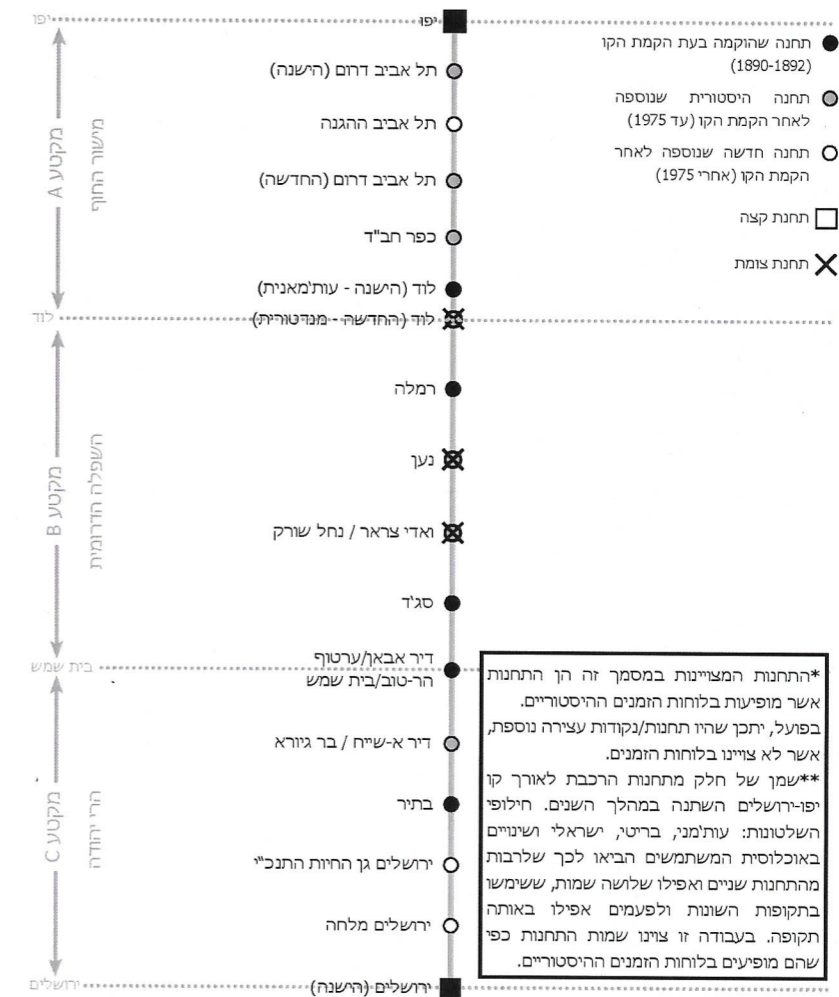 יפו
יפו
תל אביב דרום (הישנה)
תל אביב ההגנה
תל אביב דרום (החדשה)
כפר חב"ד
לוד (הישנה - עות'מאנית)
לוד
לוד (החדשה - מנדטורית)
רמלה
נען
ואדי צראר / נחל שורק
סג'ד
בית שמש
דיר אבאן/ערטוף
הר-טוב/בית שמש
דיר א-שייח / בר גיורא
בתיר
ירושלים גן החיות התנכ"י
ירושלים מלחה
ירושלים
ירושלים (הישנה)
מקטע A
מישור החוף
מקטע B
השפלה הדרומית
מקטע C
הרי יהודה
תחנה שהוקמה בעת הקמת הקו
(1890-1892)
תחנה היסטורית שנוספה
לאחר הקמת הקו (עד 1975)
תחנה חדשה שנוספה לאחר
הקמת הקו (אחרי 1975)
תחנת קצה
תחנת צומת
*התחנות המצויינות במסמך זה הן התחנות
אשר מופיעות בלוחות הזמנים ההיסטוריים.
בפועל, יתכן שהיו תחנות/נקודות עצירה נוספת,
אשר לא צויינו בלוחות הזמנים.
**שמן של חלק מתחנות הרכבת לאורך קו
יפו-ירושלים השתנה במהלך השנים. חילופי
השלטונות: עות'מני, בריטי, ישראלי ושינויים
באוכלוסית המשתמשים הביאו לכך שלרבות
מהתחנות שניים ואפילו שלושה שמות, ששימשו
בתקופות השונות ולפעמים אפילו באותה
תקופה. בעבודה זו צוינו שמות התחנות כפי
שהם מופיעים בלוחות הזמנים ההיסטוריים.